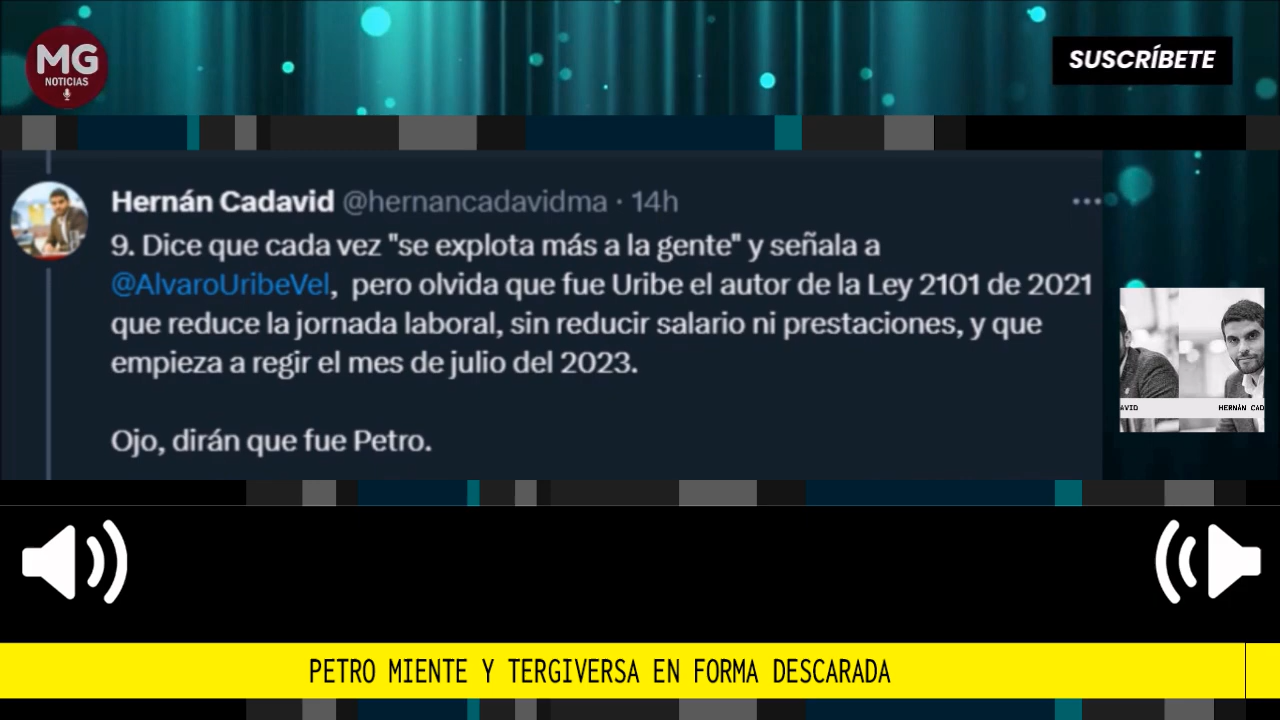 MG
NOTICIAS
SUSCRÍBETE
Hernán Cadavid @hernancadavidma · 14h
9. Dice que cada vez "se explota más a la gente" y señala a
@AlvaroUribeVel, pero olvida que fue Uribe el autor de la Ley 2101 de 2021
que reduce la jornada laboral, sin reducir salario ni prestaciones, y que
empieza a regir el mes de julio del 2023.
Ojo, dirán que fue Petro.
AVID
HERNÁN CAD
PETRO MIENTE Y TERGIVERSA EN FORMA DESCARADA